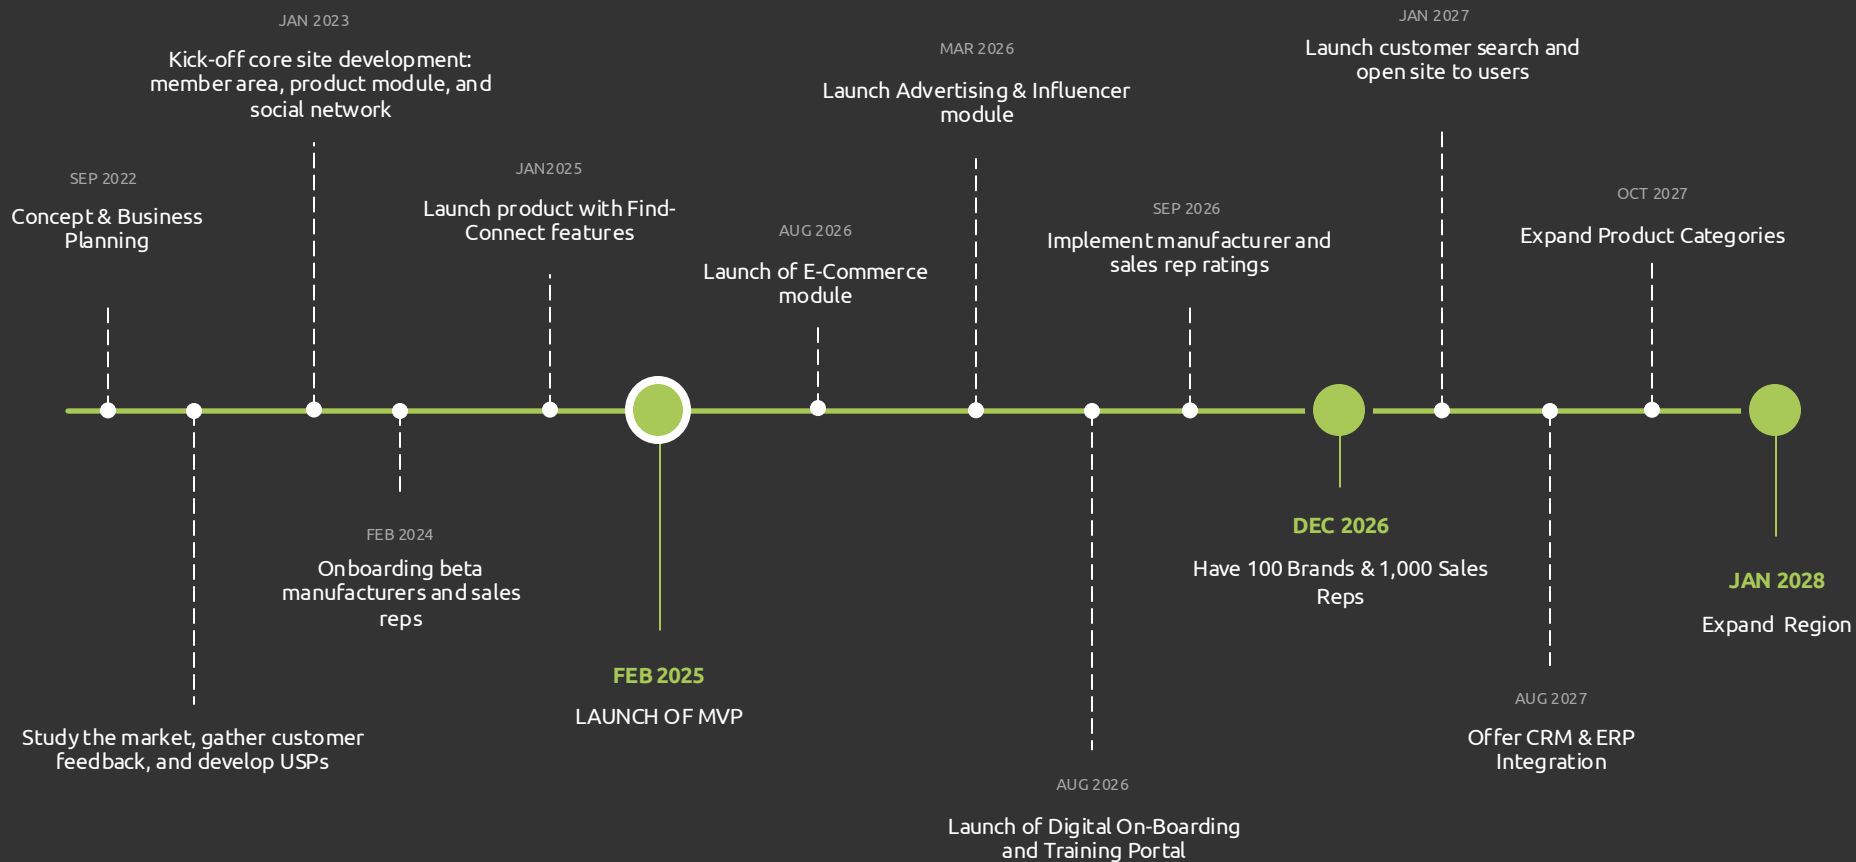 SEP 2022
Concept & Business
Planning
Study the market, gather customer
feedback, and develop USPs
JAN 2023
Kick-off core site development:
member area, product module, and
social network
FEB 2024
Onboarding beta
manufacturers and sales
reps
JAN2025
Launch product with Find-
Connect features
FEB 2025
LAUNCH OF MVP
AUG 2026
Launch of E-Commerce
module
MAR 2026
Launch Advertising & Influencer
module
AUG 2026
Launch of Digital On-Boarding
and Training Portal
SEP 2026
Implement manufacturer and
sales rep ratings
DEC 2026
Have 100 Brands & 1,000 Sales
Reps
JAN 2027
Launch customer search and
open site to users
AUG 2027
Offer CRM & ERP
Integration
OCT 2027
Expand Product Categories
JAN 2028
Expand Region